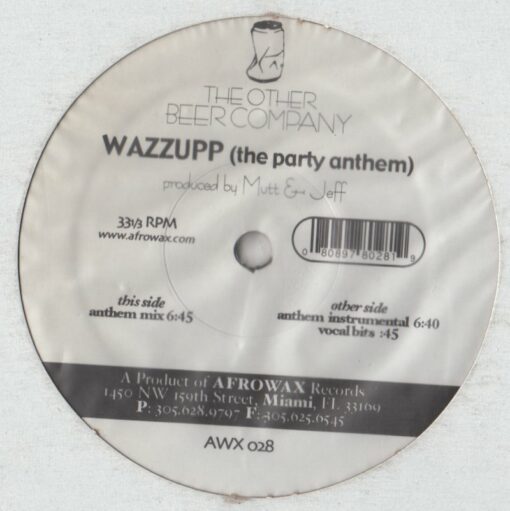 THE OTHER
BEER COMPANY
WAZZUPP (the party anthem)
produced by Mutt & Jeff
33 1/3 RPM
www.afrowax.com
0 80897 80281 9
this side
anthem mix 6:45
other side
anthem instrumental 6:40
vocal bits :45
A Product of AFROWAX Records
1450 NW 159th Street, Miami, FL 33169
P: 305.628.9797 F: 305.625.6545
AWX 028